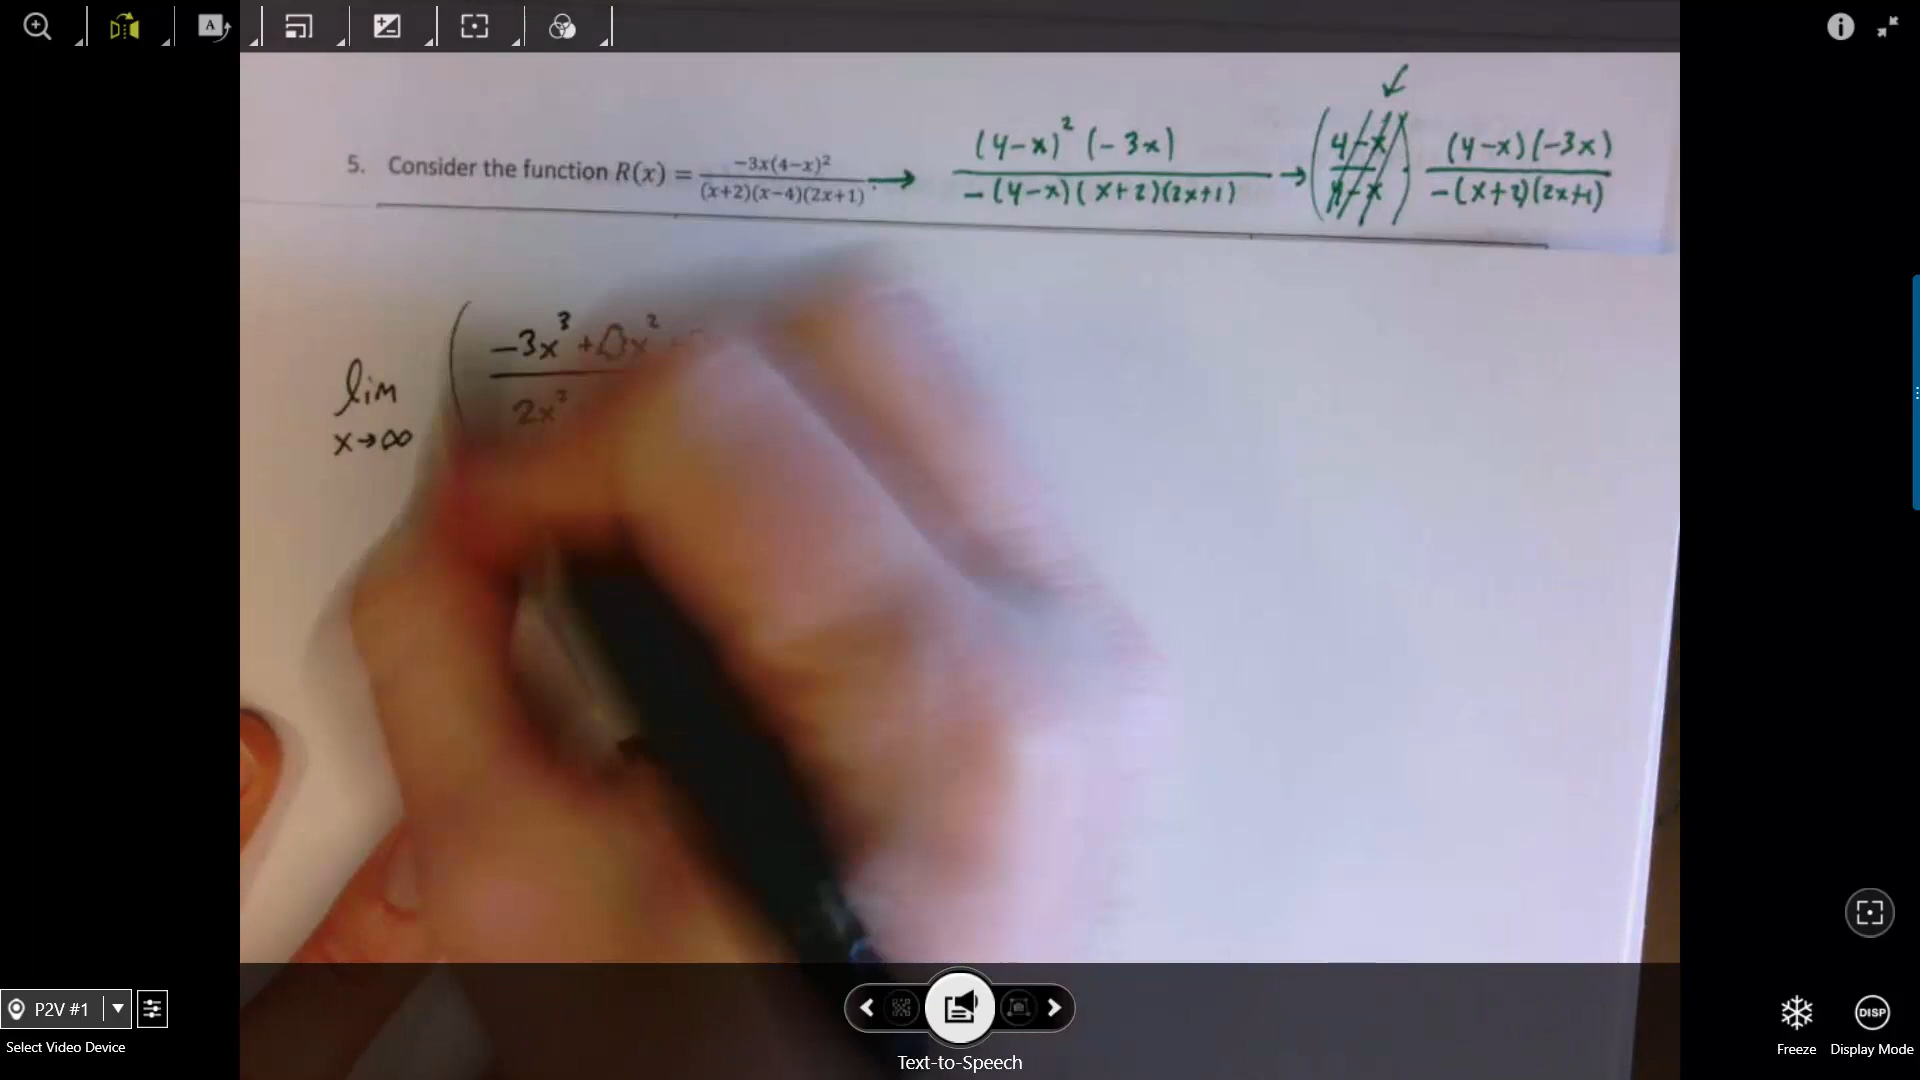 A
5. Consider the function R(x) = −3x(4−x)² / (x+2)(x−4)(2x+1). → (4-x)² (-3x) / -(4-x)(x+2)(2x+1) → (4-x / 4-x) · (4-x)(-3x) / -(x+2)(2x+1)
lim x→∞ ( -3x³ + x² + / 2x³
P2V #1
Select Video Device
Text-to-Speech
Freeze
DISP
Display Mode